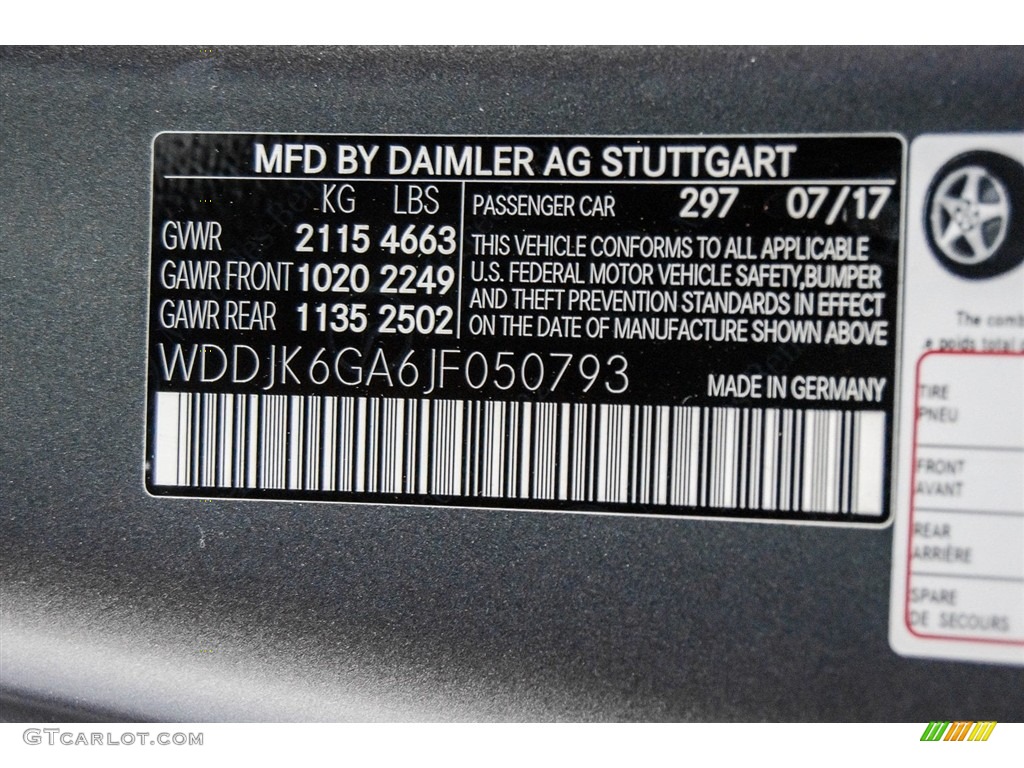 MFD BY DAIMLER AG STUTTGART
KG LBS
GVWR 2115 4663
GAWR FRONT 1020 2249
GAWR REAR 1135 2502
PASSENGER CAR 297 07/17
THIS VEHICLE CONFORMS TO ALL APPLICABLE
U.S. FEDERAL MOTOR VEHICLE SAFETY,BUMPER
AND THEFT PREVENTION STANDARDS IN EFFECT
ON THE DATE OF MANUFACTURE SHOWN ABOVE
WDDJK6GA6JF050793
MADE IN GERMANY
The
poids total
TIRE
PNEU
FRONT
AVANT
REAR
ARRIÈRE
SPARE
DE SECOURS
GTCarlot.com